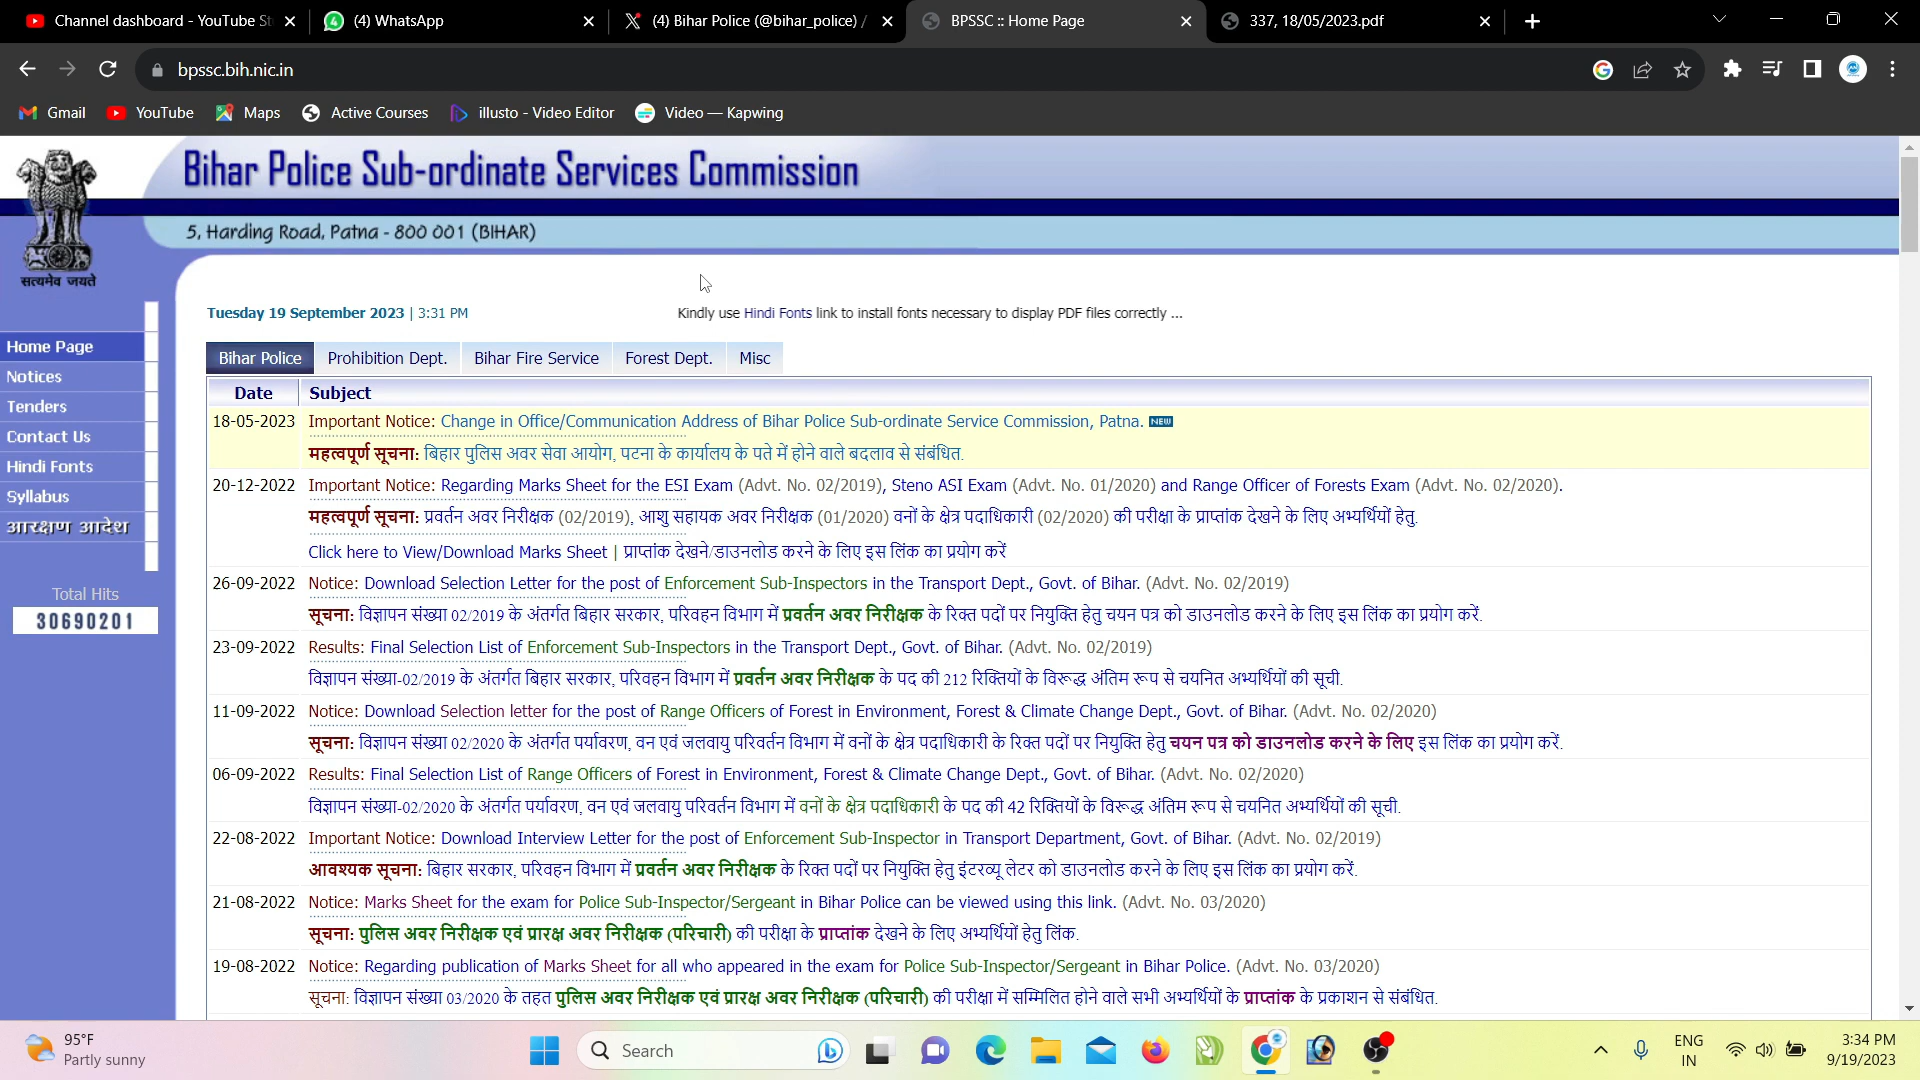 Channel dashboard - YouTube St
(4) WhatsApp
(4) Bihar Police (@bihar_police) /
BPSSC :: Home Page
337, 18/05/2023.pdf
bpssc.bih.nic.in
Gmail
YouTube
Maps
Active Courses
illusto - Video Editor
Video — Kapwing
Bihar Police Sub-ordinate Services Commission
5, Harding Road, Patna - 800 001 (BIHAR)
सत्यमेव जयते
Tuesday 19 September 2023 | 3:31 PM
Kindly use Hindi Fonts link to install fonts necessary to display PDF files correctly ...
Home Page
Notices
Tenders
Contact Us
Hindi Fonts
Syllabus
आरक्षण आदेश
Total Hits
30690201
Bihar Police Prohibition Dept. Bihar Fire Service Forest Dept. Misc
Date Subject
18-05-2023 Important Notice: Change in Office/Communication Address of Bihar Police Sub-ordinate Service Commission, Patna. NEW
महत्वपूर्ण सूचना: बिहार पुलिस अवर सेवा आयोग, पटना के कार्यालय के पते में होने वाले बदलाव से संबंधित.
20-12-2022 Important Notice: Regarding Marks Sheet for the ESI Exam (Advt. No. 02/2019), Steno ASI Exam (Advt. No. 01/2020) and Range Officer of Forests Exam (Advt. No. 02/2020).
महत्वपूर्ण सूचना: प्रवर्तन अवर निरीक्षक (02/2019), आशु सहायक अवर निरीक्षक (01/2020) वनों के क्षेत्र पदाधिकारी (02/2020) की परीक्षा के प्राप्तांक देखने के लिए अभ्यर्थियों हेतु.
Click here to View/Download Marks Sheet | प्राप्तांक देखने/डाउनलोड करने के लिए इस लिंक का प्रयोग करें
26-09-2022 Notice: Download Selection Letter for the post of Enforcement Sub-Inspectors in the Transport Dept., Govt. of Bihar. (Advt. No. 02/2019)
सूचना: विज्ञापन संख्या 02/2019 के अंतर्गत बिहार सरकार, परिवहन विभाग में प्रवर्तन अवर निरीक्षक के रिक्त पदों पर नियुक्ति हेतु चयन पत्र को डाउनलोड करने के लिए इस लिंक का प्रयोग करें.
23-09-2022 Results: Final Selection List of Enforcement Sub-Inspectors in the Transport Dept., Govt. of Bihar. (Advt. No. 02/2019)
विज्ञापन संख्या-02/2019 के अंतर्गत बिहार सरकार, परिवहन विभाग में प्रवर्तन अवर निरीक्षक के पद की 212 रिक्तियों के विरूद्ध अंतिम रूप से चयनित अभ्यर्थियों की सूची.
11-09-2022 Notice: Download Selection letter for the post of Range Officers of Forest in Environment, Forest & Climate Change Dept., Govt. of Bihar. (Advt. No. 02/2020)
सूचना: विज्ञापन संख्या 02/2020 के अंतर्गत पर्यावरण, वन एवं जलवायु परिवर्तन विभाग में वनों के क्षेत्र पदाधिकारी के रिक्त पदों पर नियुक्ति हेतु चयन पत्र को डाउनलोड करने के लिए इस लिंक का प्रयोग करें.
06-09-2022 Results: Final Selection List of Range Officers of Forest in Environment, Forest & Climate Change Dept., Govt. of Bihar. (Advt. No. 02/2020)
विज्ञापन संख्या-02/2020 के अंतर्गत पर्यावरण, वन एवं जलवायु परिवर्तन विभाग में वनों के क्षेत्र पदाधिकारी के पद की 42 रिक्तियों के विरूद्ध अंतिम रूप से चयनित अभ्यर्थियों की सूची.
22-08-2022 Important Notice: Download Interview Letter for the post of Enforcement Sub-Inspector in Transport Department, Govt. of Bihar. (Advt. No. 02/2019)
आवश्यक सूचना: बिहार सरकार, परिवहन विभाग में प्रवर्तन अवर निरीक्षक के रिक्त पदों पर नियुक्ति हेतु इंटरव्यू लेटर को डाउनलोड करने के लिए इस लिंक का प्रयोग करें.
21-08-2022 Notice: Marks Sheet for the exam for Police Sub-Inspector/Sergeant in Bihar Police can be viewed using this link. (Advt. No. 03/2020)
सूचना: पुलिस अवर निरीक्षक एवं प्रारक्ष अवर निरीक्षक (परिचारी) की परीक्षा के प्राप्तांक देखने के लिए अभ्यर्थियों हेतु लिंक.
19-08-2022 Notice: Regarding publication of Marks Sheet for all who appeared in the exam for Police Sub-Inspector/Sergeant in Bihar Police. (Advt. No. 03/2020)
सूचना: विज्ञापन संख्या 03/2020 के तहत पुलिस अवर निरीक्षक एवं प्रारक्ष अवर निरीक्षक (परिचारी) की परीक्षा में सम्मिलित होने वाले सभी अभ्यर्थियों के प्राप्तांक के प्रकाशन से संबंधित.
95°F
Partly sunny
Search
ENG
IN
3:34 PM
9/19/2023